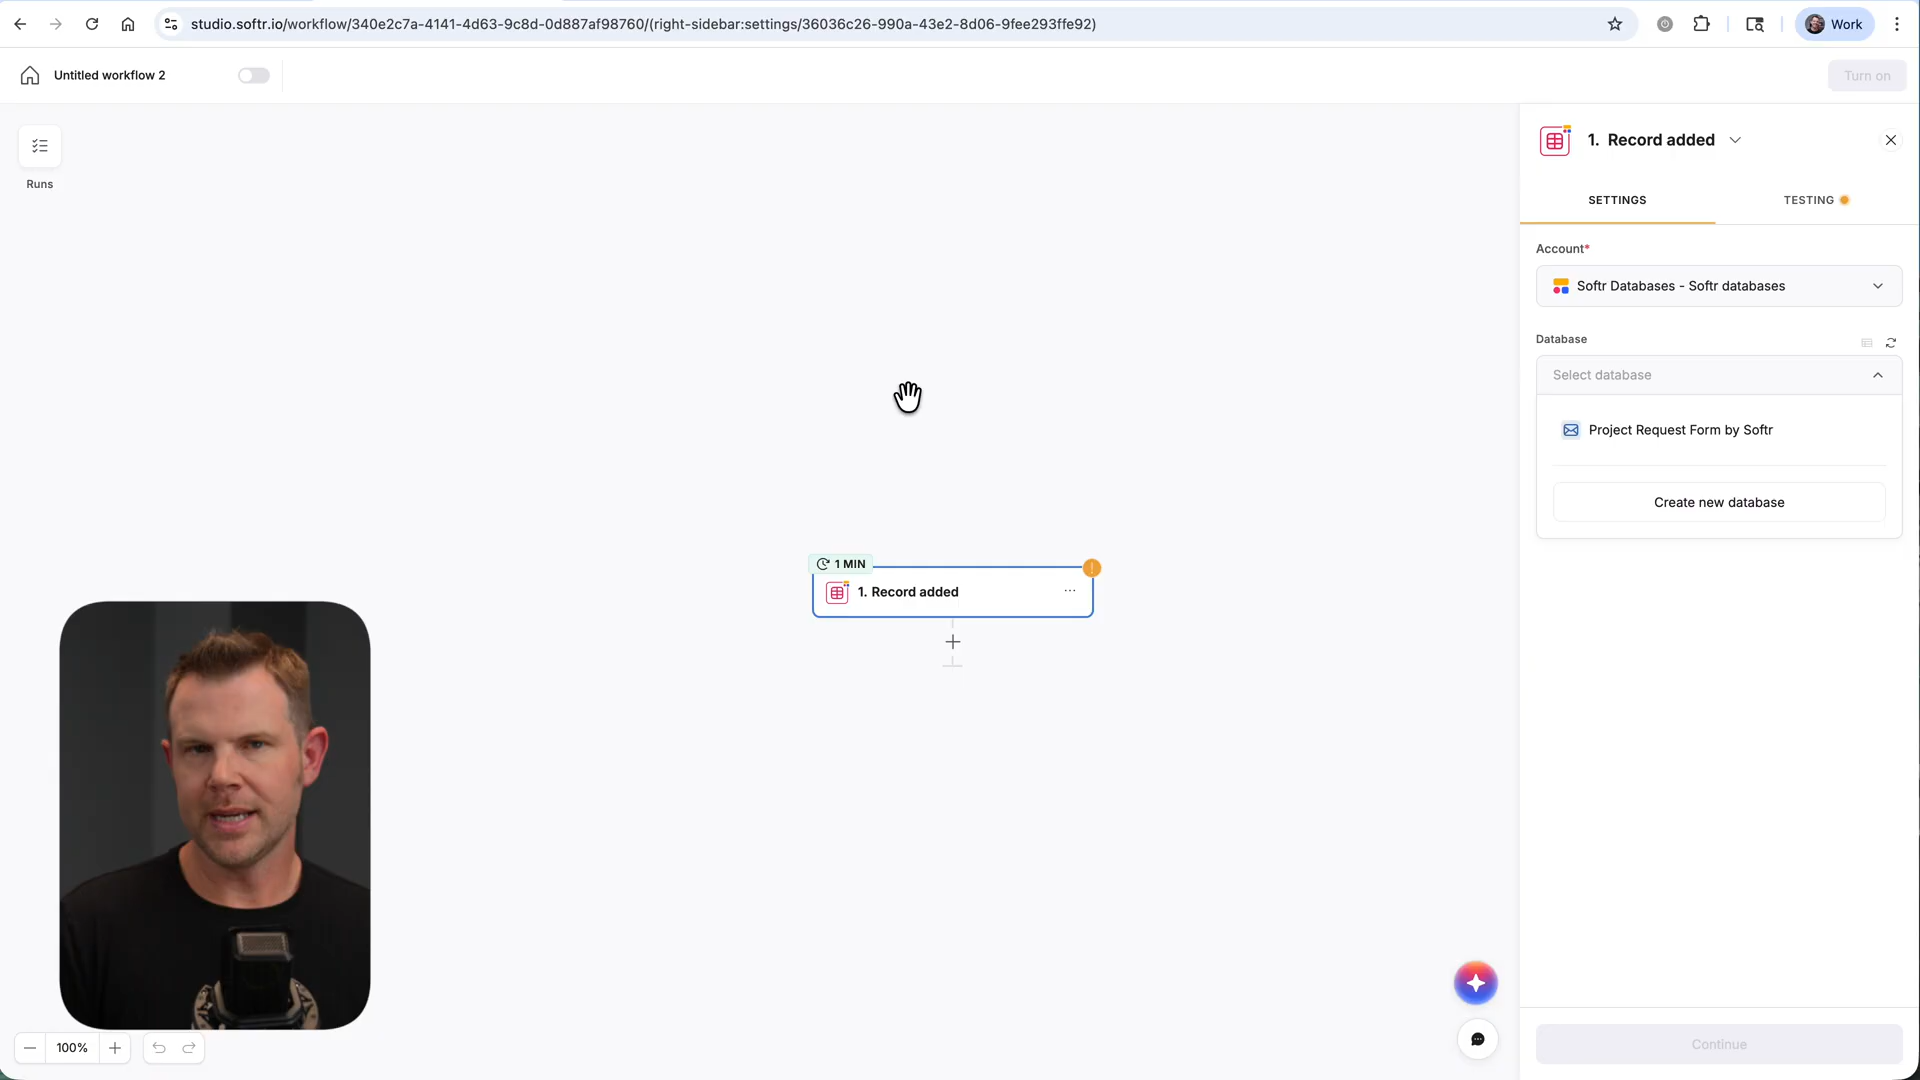 studio.softr.io/workflow/340e2c7a-4141-4d63-9c8d-0d887af98760/(right-sidebar:settings/36036c26-990a-43e2-8d06-9fee293ffe92)
Work
Untitled workflow 2
Turn on
Runs
1. Record added
SETTINGS
TESTING
Account*
Softr Databases - Softr databases
Database
Select database
Project Request Form by Softr
Create new database
1 MIN
1. Record added
100%
Continue